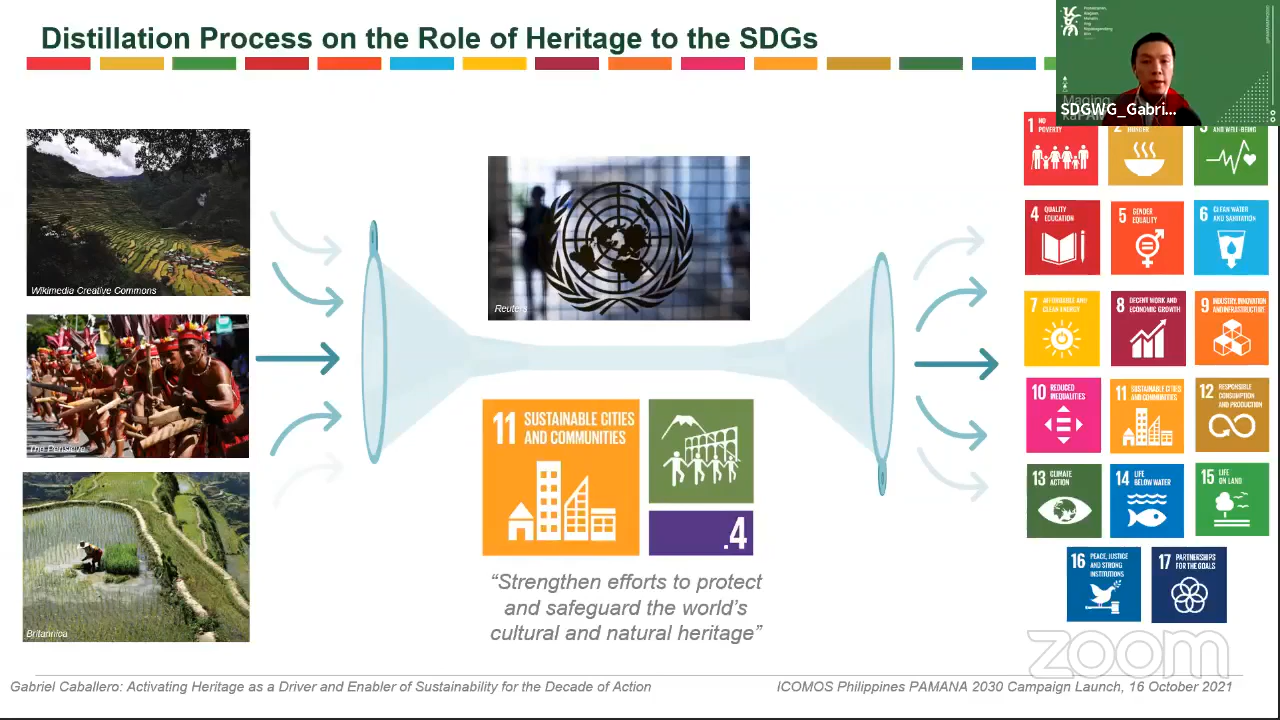 Distillation Process on the Role of Heritage to the SDGs
SDGWG_Gabri...
Wikimedia Creative Commons
Reuters
Britannica
11 SUSTAINABLE CITIES
AND COMMUNITIES
.4
“Strengthen efforts to protect
and safeguard the world’s
cultural and natural heritage”
1 NO
POVERTY
2 HUNGER
3 AND WELL-BEING
4 QUALITY
EDUCATION
5 GENDER
EQUALITY
6 CLEAN WATER
AND SANITATION
7 AFFORDABLE AND
CLEAN ENERGY
8 DECENT WORK AND
ECONOMIC GROWTH
9 INDUSTRY, INNOVATION
AND INFRASTRUCTURE
10 REDUCED
INEQUALITIES
11 SUSTAINABLE CITIES
AND COMMUNITIES
12 RESPONSIBLE
CONSUMPTION
AND PRODUCTION
13 CLIMATE
ACTION
14 LIFE
BELOW WATER
15 LIFE
ON LAND
16 PEACE, JUSTICE
AND STRONG
INSTITUTIONS
17 PARTNERSHIPS
FOR THE GOALS
zoom
Gabriel Caballero: Activating Heritage as a Driver and Enabler of Sustainability for the Decade of Action
ICOMOS Philippines PAMANA 2030 Campaign Launch, 16 October 2021